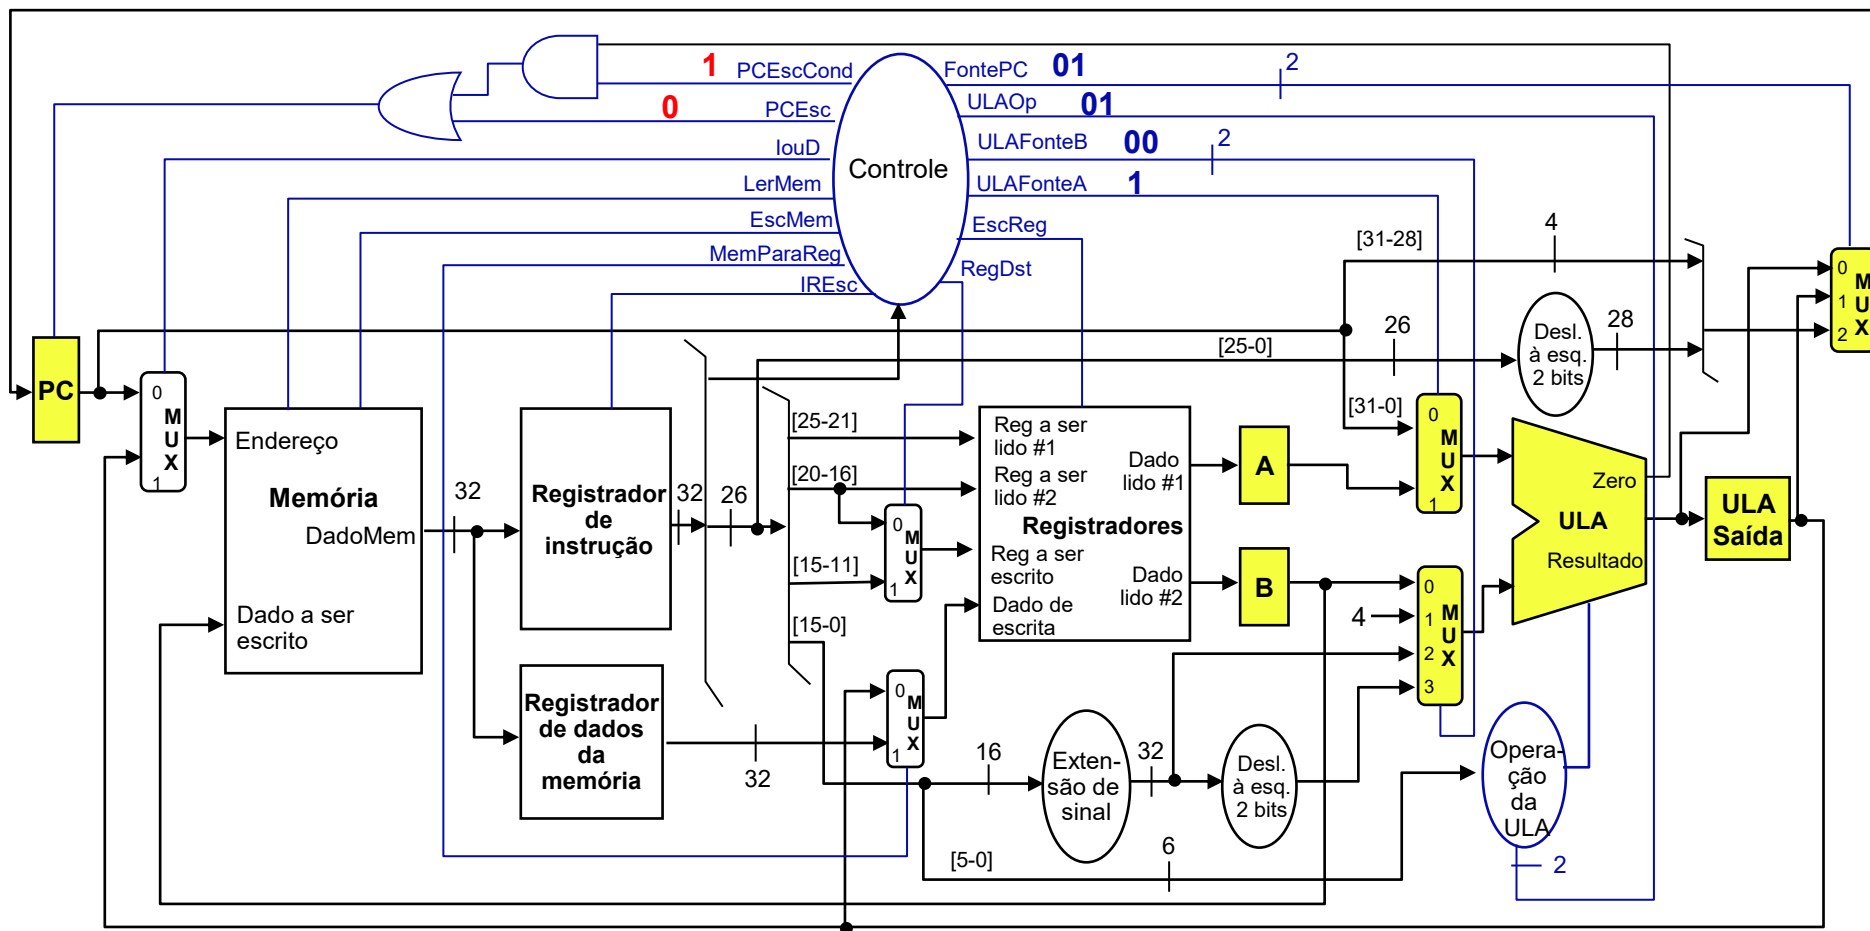 1
PCEscCond
0
PCEsc
IouD
LerMem
EscMem
MemParaReg
IREsc
Controle
FontePC
01
2
ULAOp
01
ULAFonteB
00
2
ULAFonteA
1
EscReg
RegDst
[31-28]
4
26
[25-0]
Desl.
à esq.
2 bits
28
0
1
2
M
U
X
PC
0
M
U
X
1
Endereço
Memória
DadoMem
Dado a ser
escrito
32
Registrador
de
instrução
32
26
Registrador
de dados
da
memória
32
[25-21]
[20-16]
[15-11]
[15-0]
0
M
U
X
1
0
M
U
X
1
Reg a ser
lido #1
Reg a ser
lido #2
Registradores
Reg a ser
escrito
Dado de
escrita
Dado
lido #1
Dado
lido #2
A
B
[31-0]
0
M
U
X
1
4
0
1
2
3
M
U
X
Zero
ULA
Resultado
ULA
Saída
16
Exten-
são de
sinal
32
Desl.
à esq.
2 bits
[5-0]
6
Opera-
ção
da
ULA
2